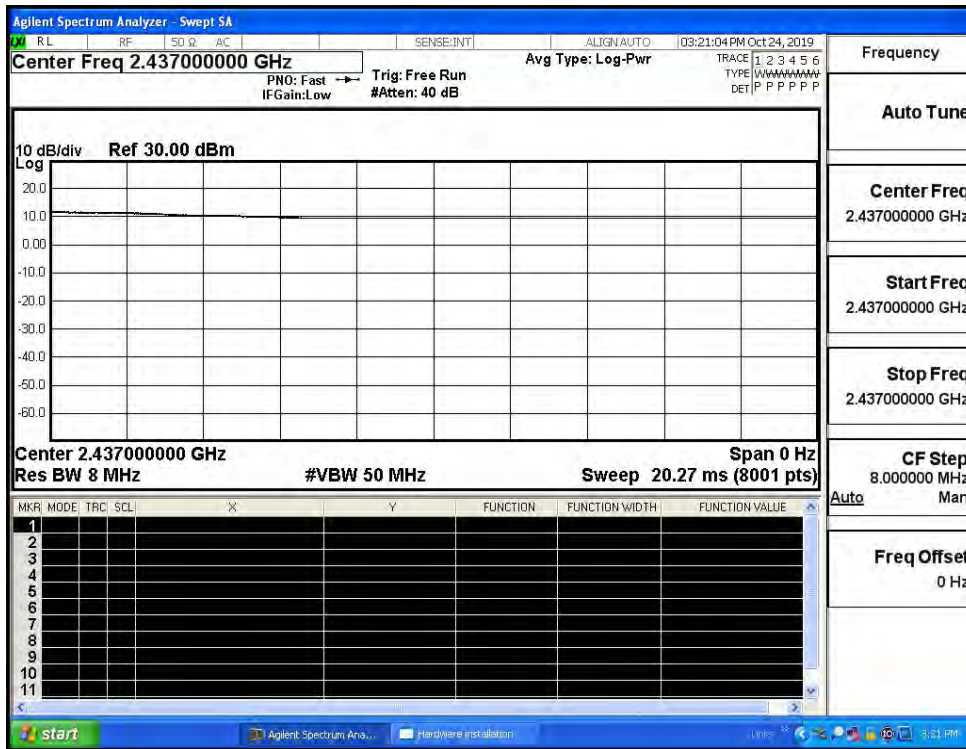 Agilent Spectrum Analyzer - Swept SA
LXI RL RF 50 Ω AC SENSE:INT ALIGN AUTO 03:21:04 PM Oct 24, 2019
Center Freq 2.437000000 GHz
PNO: Fast
IFGain:Low
Trig: Free Run
#Atten: 40 dB
Avg Type: Log-Pwr
TRACE 1 2 3 4 5 6
TYPE WWWWWW
DET P P P P P P
10 dB/div Ref 30.00 dBm
Log
20.0
10.0
0.00
-10.0
-20.0
-30.0
-40.0
-50.0
-60.0
Center 2.437000000 GHz Span 0 Hz
Res BW 8 MHz #VBW 50 MHz Sweep 20.27 ms (8001 pts)
MKR MODE TRC SCL X Y FUNCTION FUNCTION WIDTH FUNCTION VALUE
1
2
3
4
5
6
7
8
9
10
11
Frequency
Auto Tune
Center Freq
2.437000000 GHz
Start Freq
2.437000000 GHz
Stop Freq
2.437000000 GHz
CF Step
8.000000 MHz
Auto Man
Freq Offset
0 Hz
start Agilent Spectrum Ana... Hardware installation Links 3:21 PM